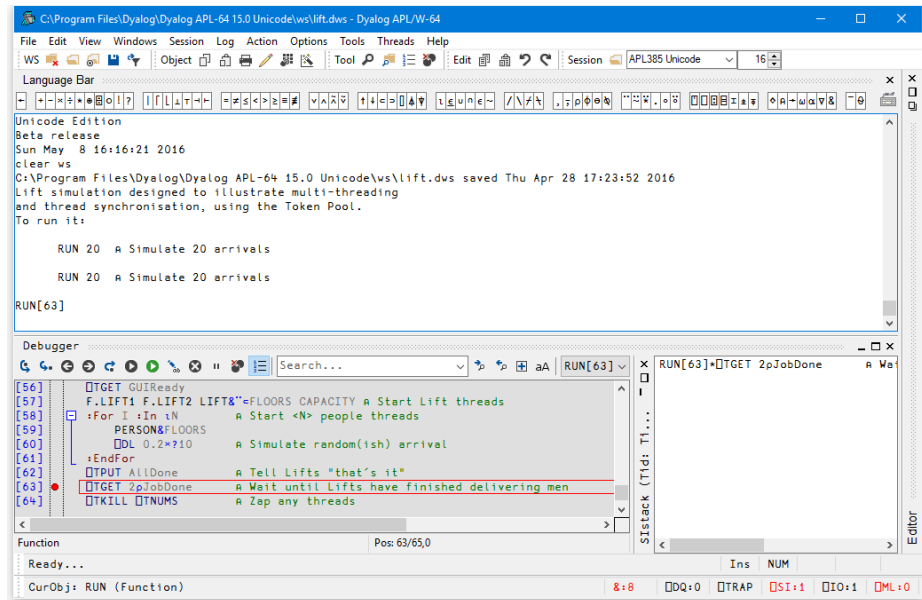 C:\Program Files\Dyalog\Dyalog APL-64 15.0 Unicode\ws\lift.dws - Dyalog APL/W-64
File Edit View Windows Session Log Action Options Tools Threads Help
WS Object Tool Edit Session APL385 Unicode 16
Language Bar
Unicode Edition
Beta release
Sun May  8 16:16:21 2016
clear ws
C:\Program Files\Dyalog\Dyalog APL-64 15.0 Unicode\ws\lift.dws saved Thu Apr 28 17:23:52 2016
Lift simulation designed to illustrate multi-threading
and thread synchronisation, using the Token Pool.
To run it:
RUN 20  ⍝ Simulate 20 arrivals
RUN 20  ⍝ Simulate 20 arrivals
RUN[63]
Debugger
Search... aA RUN[63] RUN[63]*⎕TGET 2⍴JobDone ⍝ Wai
[56] ⎕TGET GUIReady
[57] F.LIFT1 F.LIFT2 LIFT&¨⊂FLOORS CAPACITY ⍝ Start Lift threads
[58] :For I :In ⍳N ⍝ Start <N> people threads
[59] PERSON&FLOORS
[60] ⎕DL 0.2×?10 ⍝ Simulate random(ish) arrival
[61] :EndFor
[62] ⎕TPUT AllDone ⍝ Tell Lifts "that's it"
[63] ⎕TGET 2⍴JobDone ⍝ Wait until Lifts have finished delivering men
[64] ⎕TKILL ⎕TNUMS ⍝ Zap any threads
SIstack (Tid: Ti...
Editor
Function Pos: 63/65,0
Ready... Ins NUM
CurObj: RUN (Function) &:8 ⎕DQ:0 ⎕TRAP ⎕SI:1 ⎕IO:1 ⎕ML:0